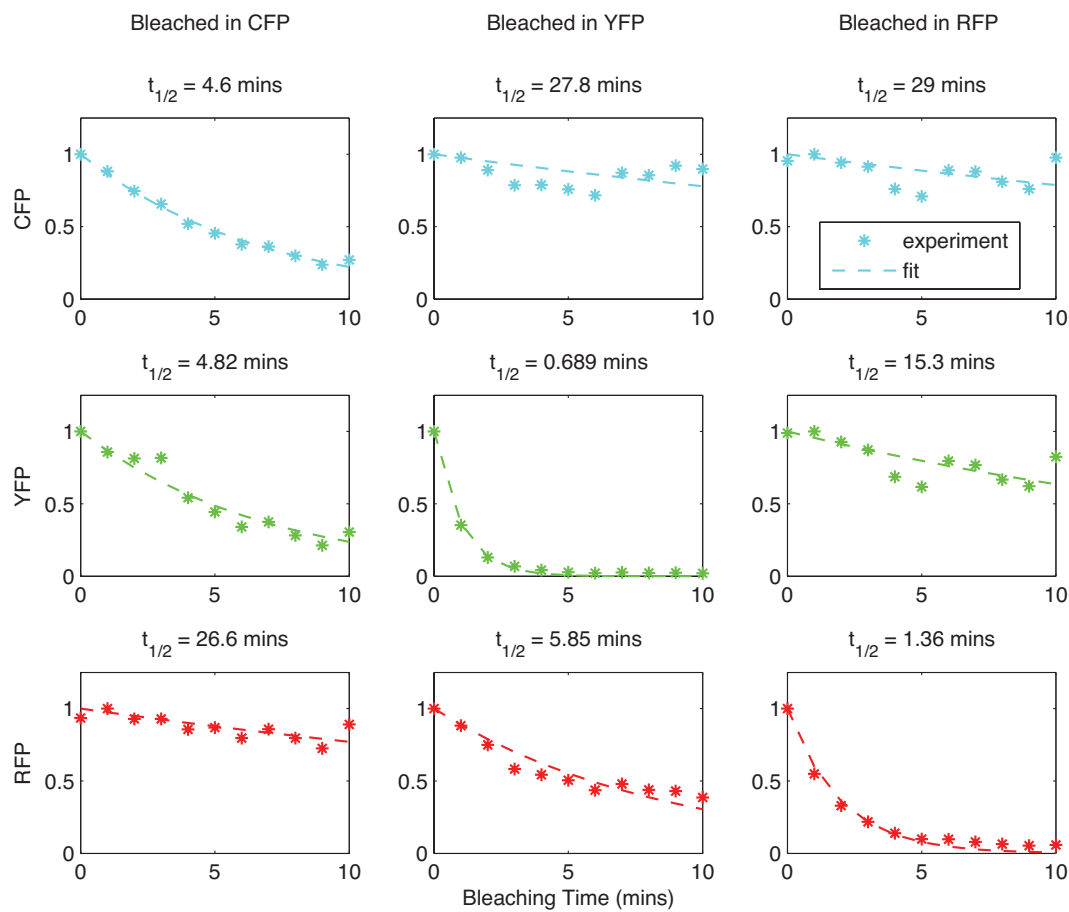 Bleached in CFP Bleached in YFP Bleached in RFP
t1/2 = 4.6 mins t1/2 = 27.8 mins t1/2 = 29 mins
1 1 1
0.5 0.5 0.5
0 0 0
CFP
experiment
fit
0 5 10 0 5 10 0 5 10
t1/2 = 4.82 mins t1/2 = 0.689 mins t1/2 = 15.3 mins
1 1 1
0.5 0.5 0.5
0 0 0
YFP
0 5 10 0 5 10 0 5 10
t1/2 = 26.6 mins t1/2 = 5.85 mins t1/2 = 1.36 mins
1 1 1
0.5 0.5 0.5
0 0 0
RFP
0 5 10 0 5 10 0 5 10
Bleaching Time (mins)